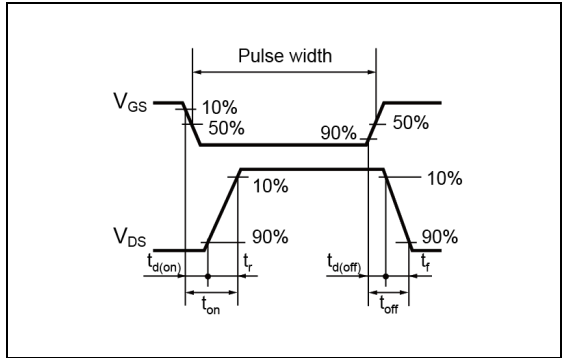 Pulse width
VGS
10%
50%
90%
50%
10%
10%
VDS
90%
90%
td(on)
tr
td(off)
tf
ton
toff